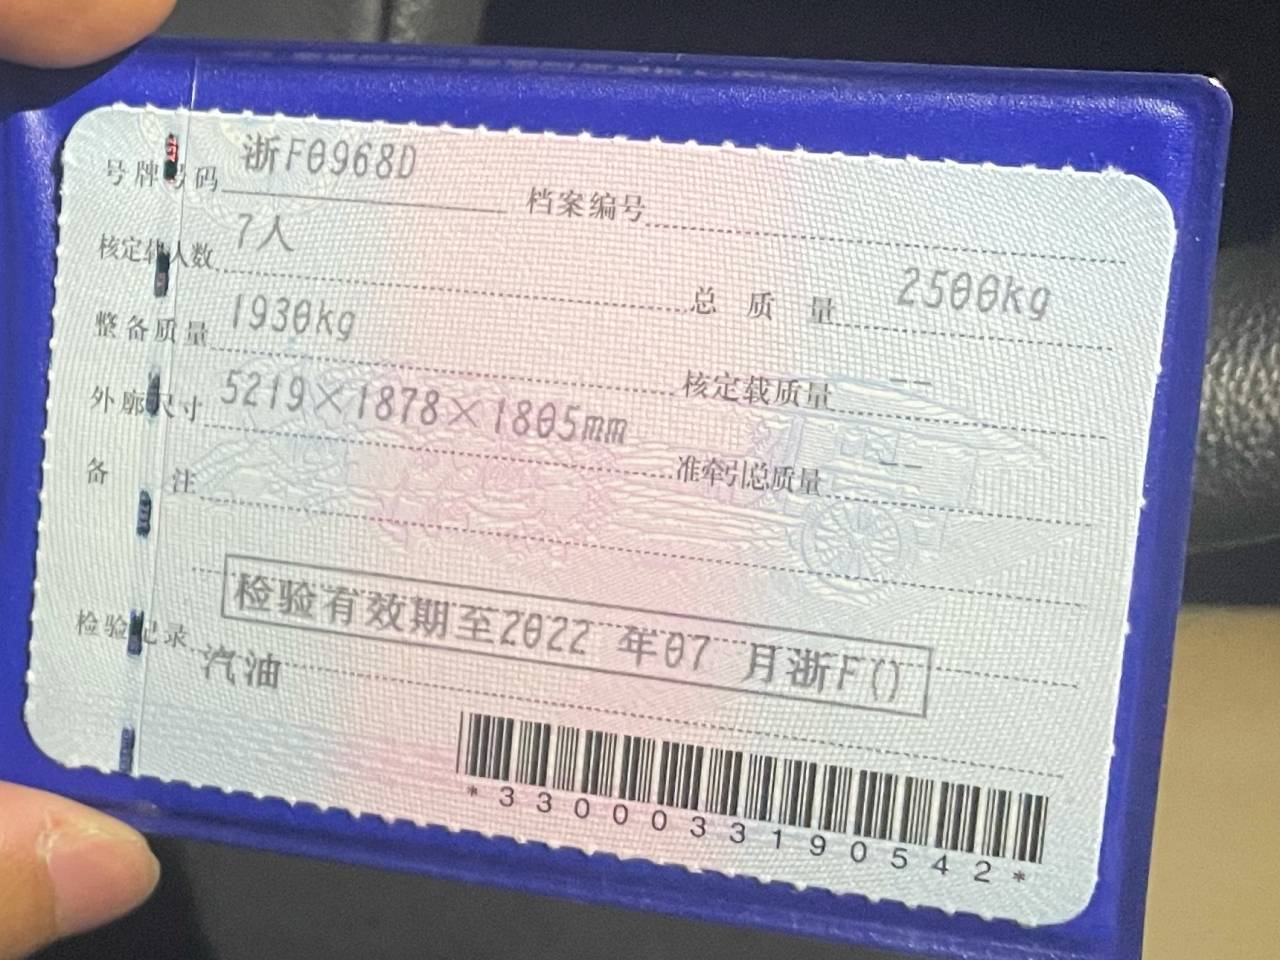 号牌号码 浙F0968D 档案编号
核定载人数 7人 总质量 2500kg
整备质量 1930kg 核定载质量 --
外廓尺寸 5219×1878×1805mm 准牵引总质量 --
备注
检验有效期至2022 年07 月浙F()
检验记录 汽油
*3300033190542*